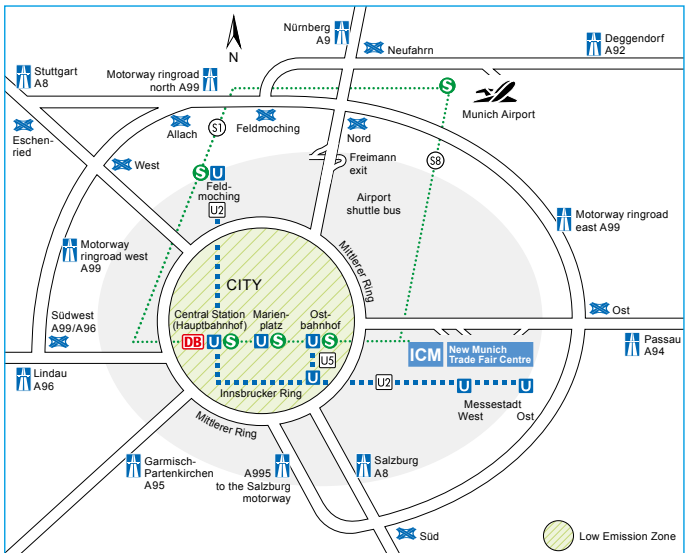 Nürnberg
A9
N
Neufahrn
Deggendorf
A92
Stuttgart
A8
Motorway ringroad
north A99
S
Munich Airport
Eschen-
ried
Allach
S1
Feldmoching
Nord
West
Freimann
exit
S8
S U
Feld-
moching
U2
Airport
shuttle bus
Motorway ringroad
east A99
Motorway
ringroad west
A99
Mittlerer Ring
CITY
Südwest
A99/A96
Central Station
(Hauptbahnhof)
Marien-
platz
Ost-
bahnhof
Ost
DB U S
U S
U S
Passau
A94
ICM
New Munich
Trade Fair Centre
U5
Lindau
A96
U
U2
U
U
Innsbrucker Ring
Messestadt
West Ost
Mittlerer Ring
Garmisch-
Partenkirchen
A95
A995
to the Salzburg
motorway
Salzburg
A8
Süd
Low Emission Zone